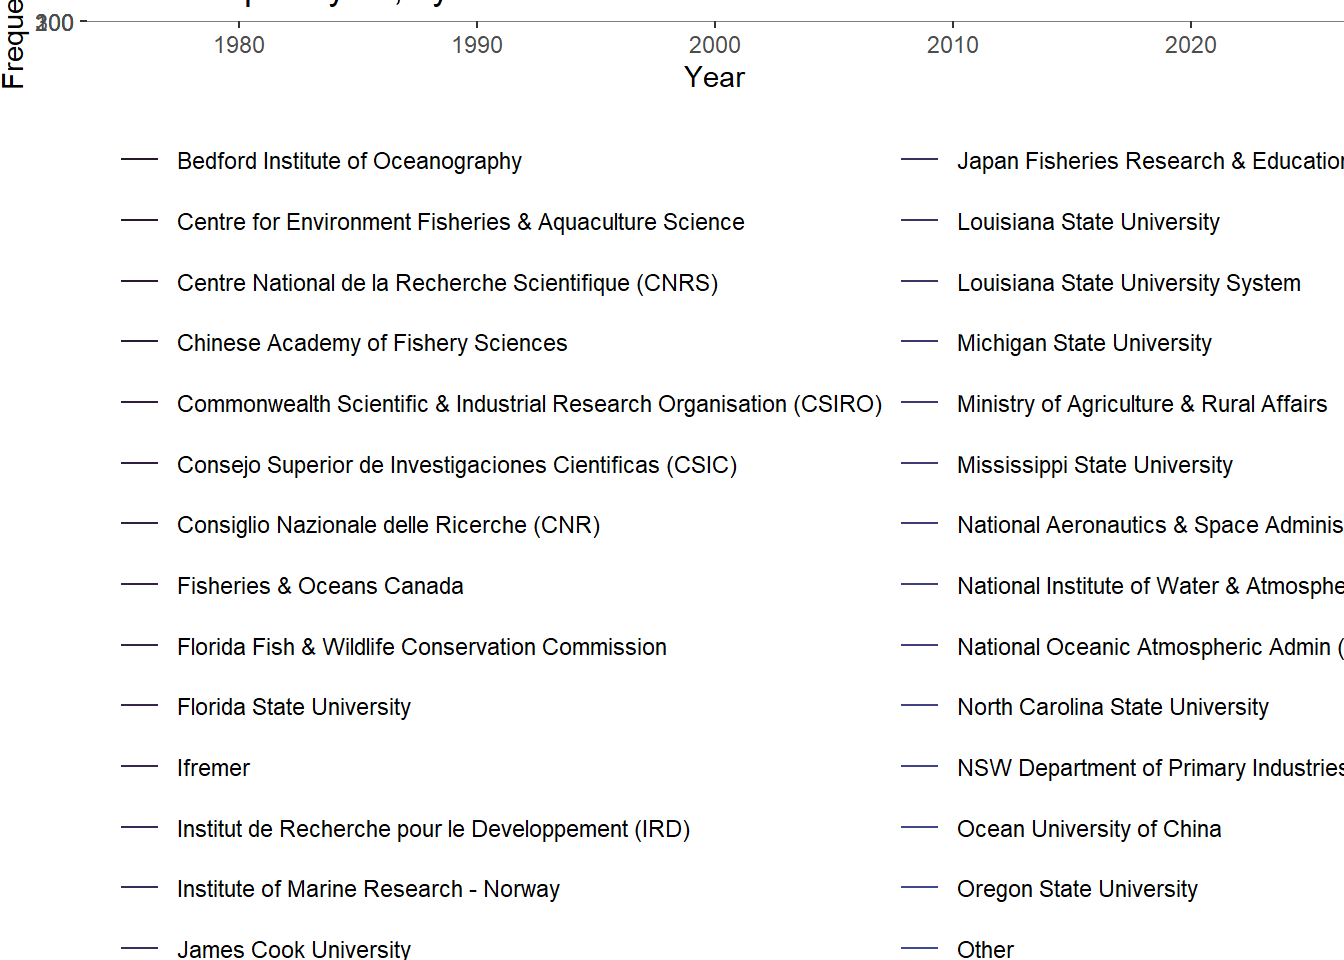 Freque
1980 1990 2000 2010 2020
Year
Bedford Institute of Oceanography
Centre for Environment Fisheries & Aquaculture Science
Centre National de la Recherche Scientifique (CNRS)
Chinese Academy of Fishery Sciences
Commonwealth Scientific & Industrial Research Organisation (CSIRO)
Consejo Superior de Investigaciones Cientificas (CSIC)
Consiglio Nazionale delle Ricerche (CNR)
Fisheries & Oceans Canada
Florida Fish & Wildlife Conservation Commission
Florida State University
Ifremer
Institut de Recherche pour le Developpement (IRD)
Institute of Marine Research - Norway
James Cook University
Japan Fisheries Research & Education
Louisiana State University
Louisiana State University System
Michigan State University
Ministry of Agriculture & Rural Affairs
Mississippi State University
National Aeronautics & Space Adminis
National Institute of Water & Atmosphe
National Oceanic Atmospheric Admin (
North Carolina State University
NSW Department of Primary Industries
Ocean University of China
Oregon State University
Other